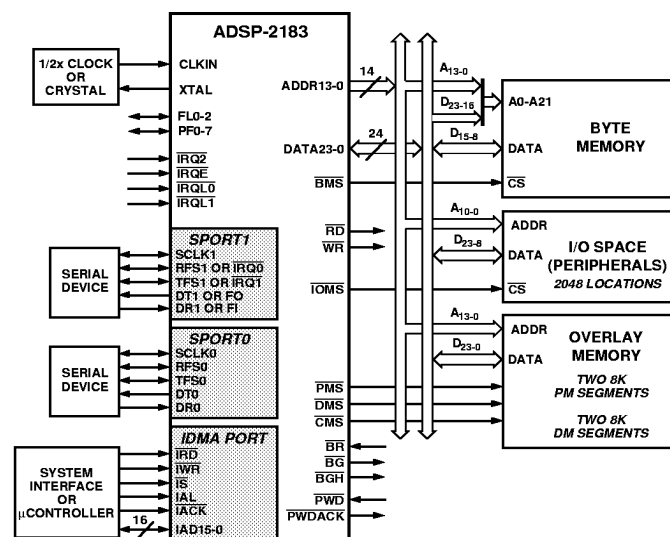 ADSP-2183
1/2x CLOCK
OR
CRYSTAL
CLKIN
XTAL
FL0-2
PF0-7
IRQ2
IRQE
IRQL0
IRQL1
SPORT1
SCLK1
RFS1 OR IRQ0
TFS1 OR IRQ1
DT1 OR FO
DR1 OR FI
SERIAL
DEVICE
SPORT0
SCLK0
RFS0
TFS0
DT0
DR0
SERIAL
DEVICE
IDMA PORT
IRD
IWR
IS
IAL
IACK
IAD15-0
16
SYSTEM
INTERFACE
OR
µCONTROLLER
ADDR13-0
14
DATA23-0
24
BMS
RD
WR
IOMS
PMS
DMS
CMS
BR
BG
BGH
PWD
PWDACK
A13-0
D23-16
D15-8
A0-A21
BYTE
MEMORY
DATA
CS
A10-0
D23-8
ADDR
I/O SPACE
(PERIPHERALS)
DATA
2048 LOCATIONS
CS
A13-0
D23-0
ADDR
OVERLAY
MEMORY
DATA
TWO 8K
PM SEGMENTS
TWO 8K
DM SEGMENTS